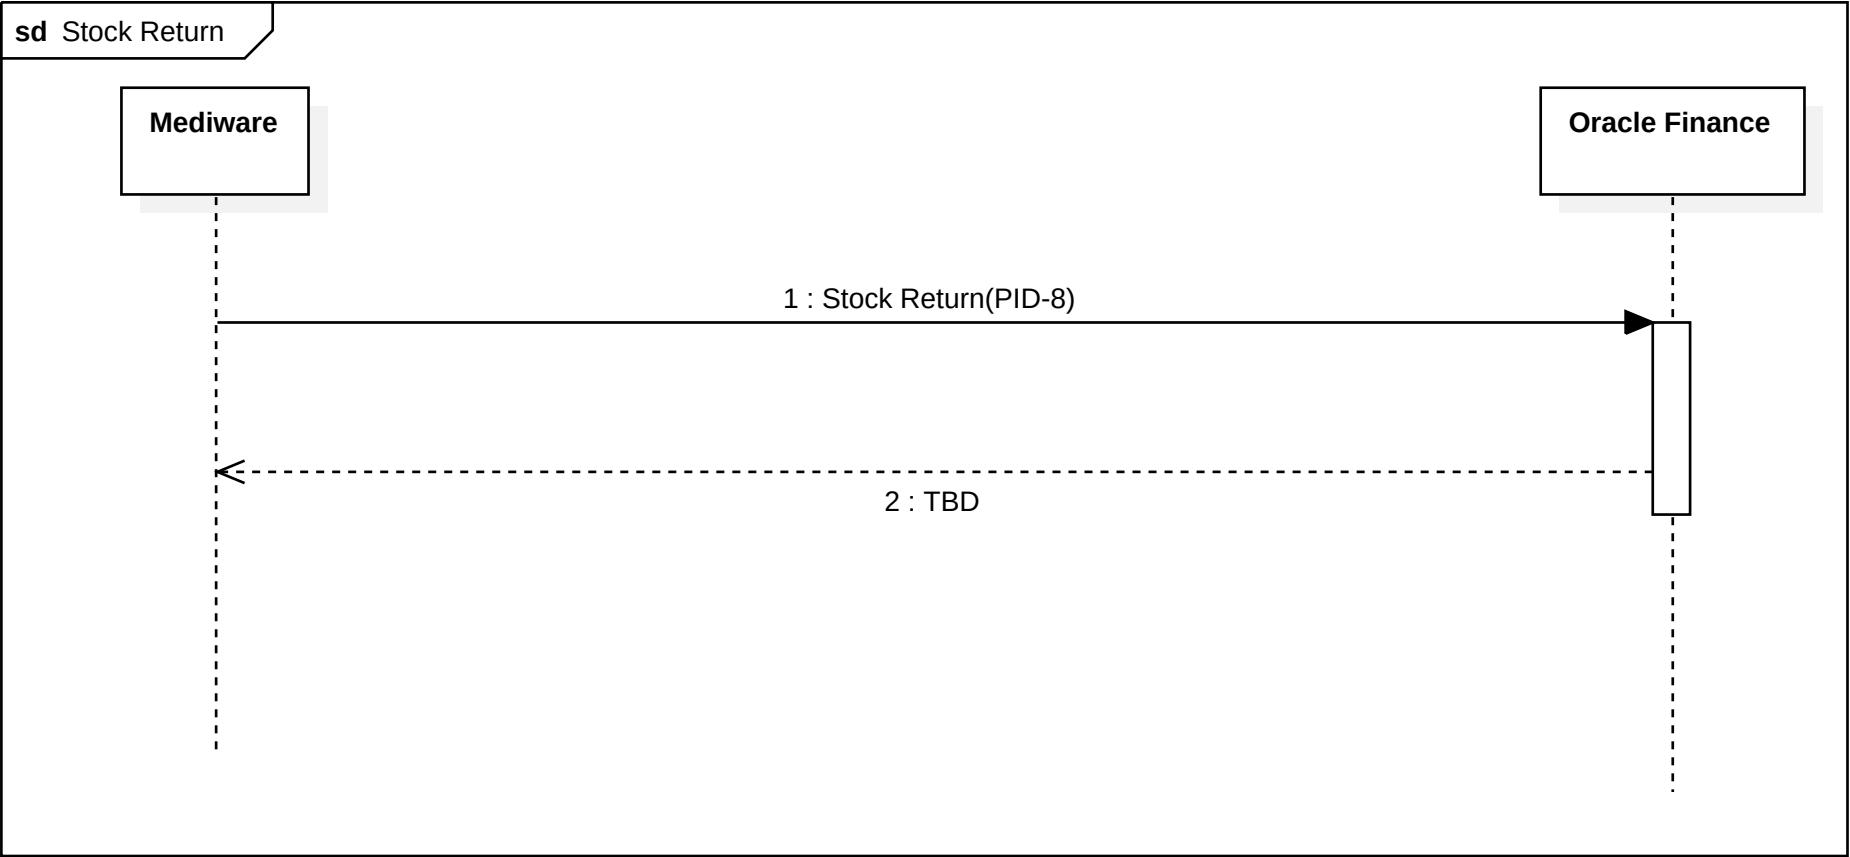 sd Stock Return
Mediware
Oracle Finance
1 : Stock Return(PID-8)
2 : TBD